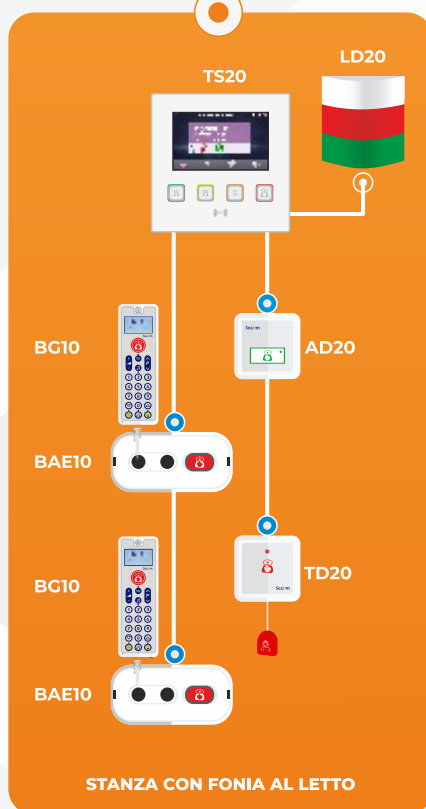 LD20
TS20
BG10
AD20
BAE10
TD20
BG10
BAE10
STANZA CON FONIA AL LETTO